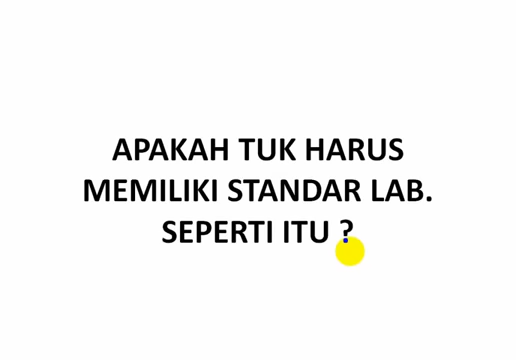 APAKAH TUK HARUS
MEMILIKI STANDAR LAB.
SEPERTI ITU ?